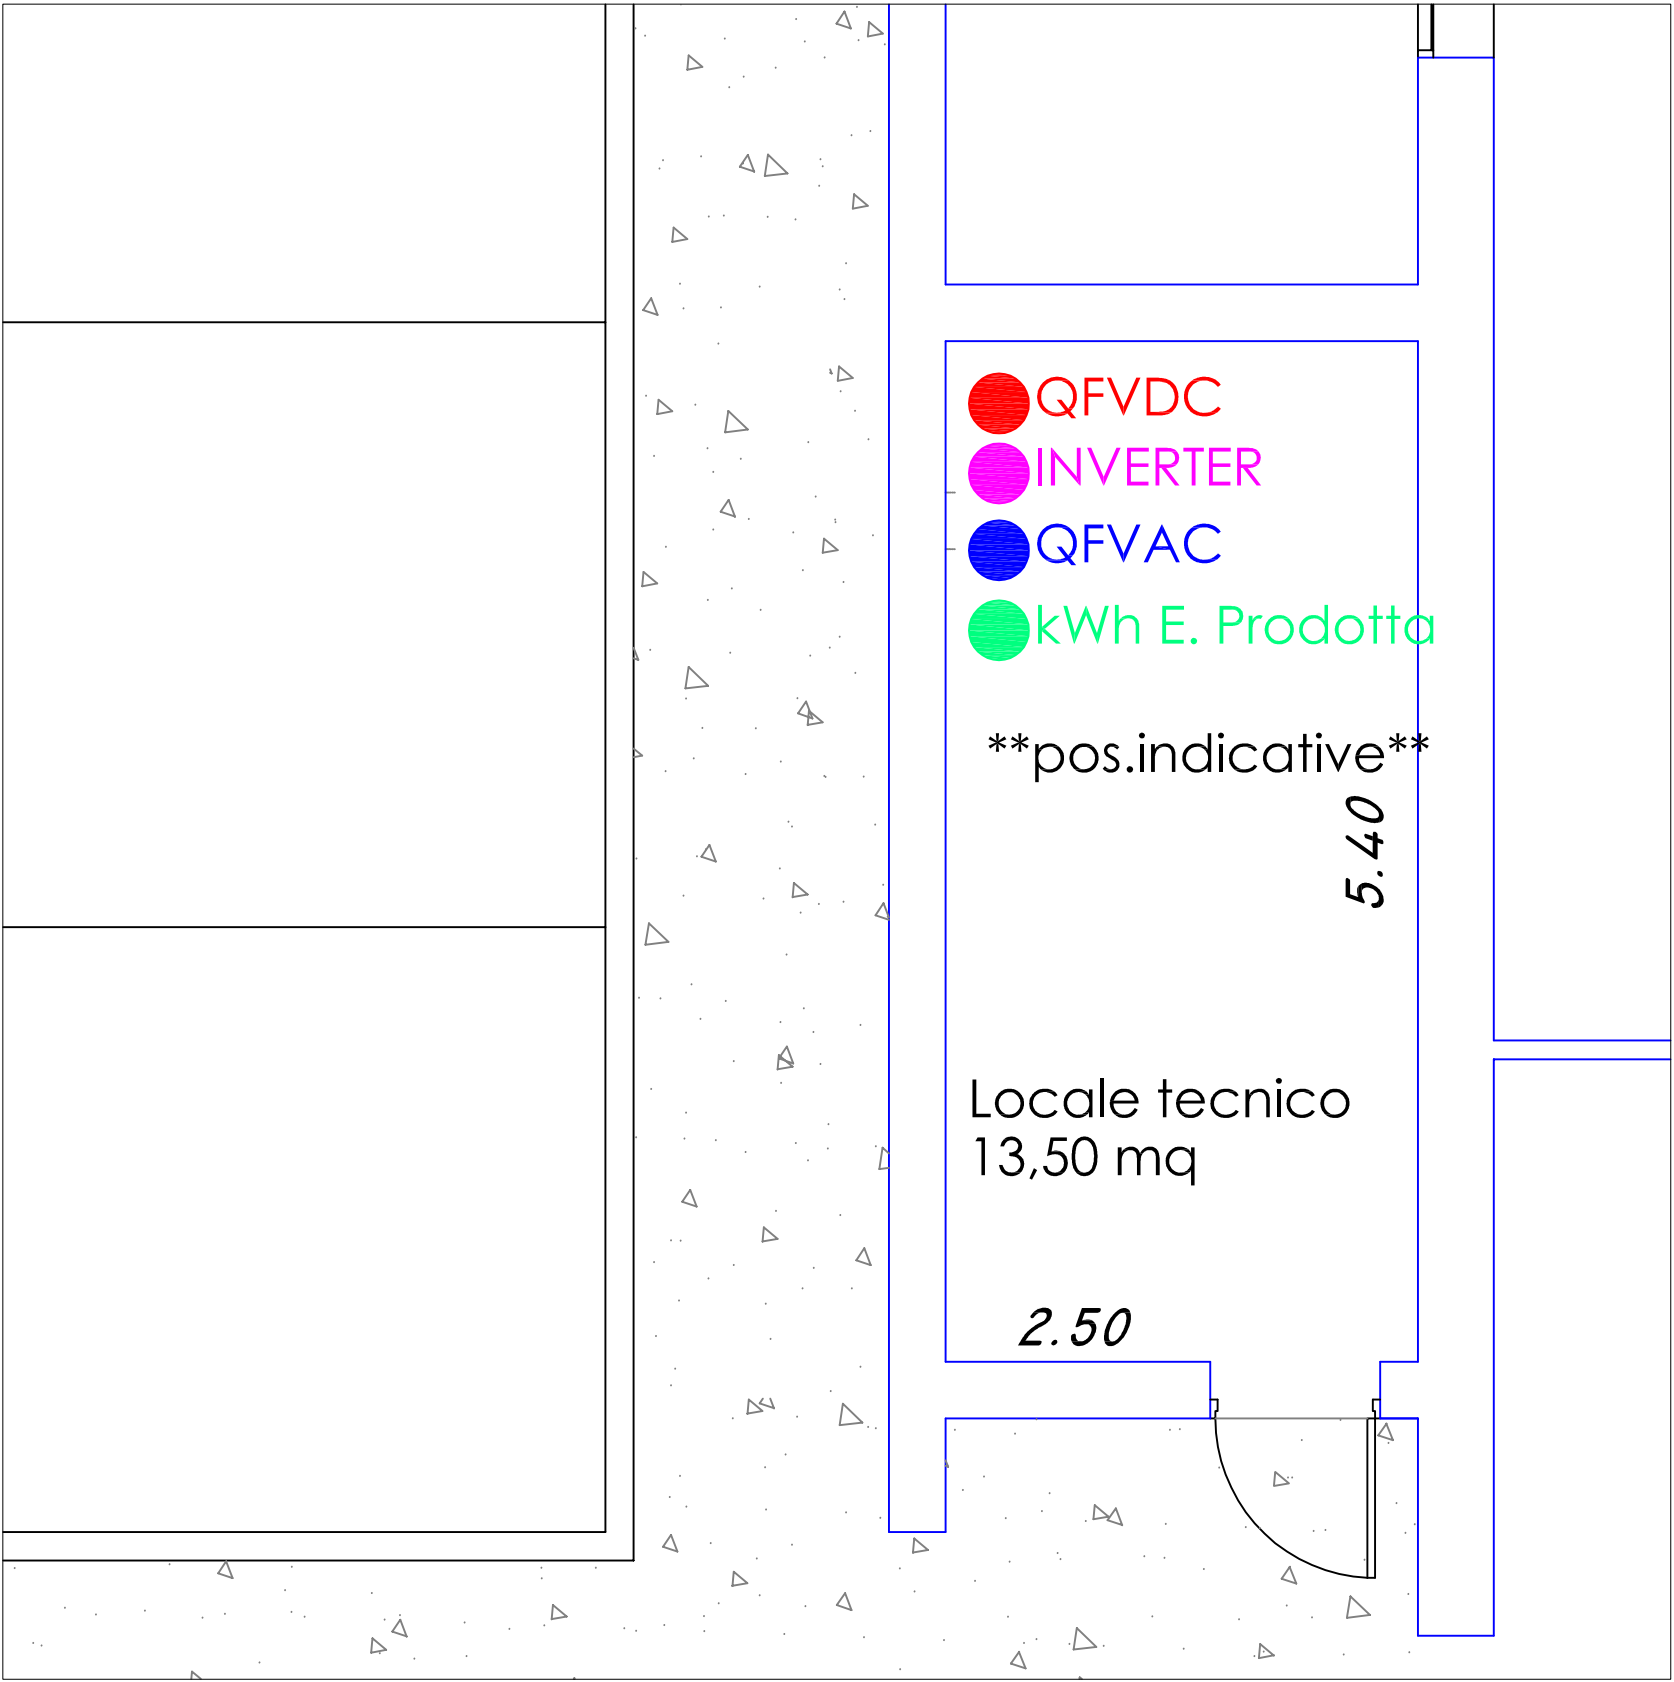 QFVDC
INVERTER
QFVAC
kWh E. Prodotta
**pos.indicative**
5.40
Locale tecnico
13,50 mq
2.50